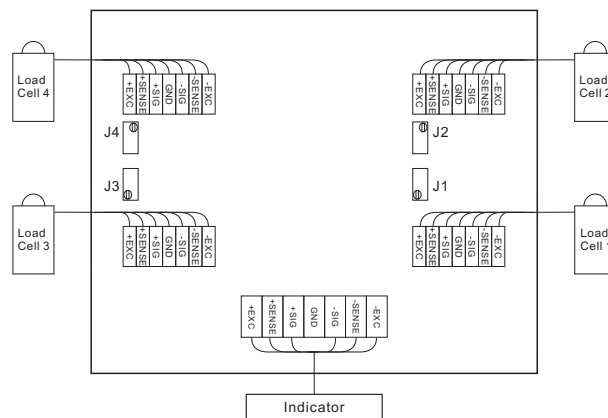 Load
Cell 4
+EXC
+SENSE
+SIG
GND
-SIG
-SENSE
-EXC
+EXC
+SENSE
+SIG
GND
-SIG
-SENSE
-EXC
Load
Cell 2
J4
J2
J3
J1
Load
Cell 3
+EXC
+SENSE
+SIG
GND
-SIG
-SENSE
-EXC
+EXC
+SENSE
+SIG
GND
-SIG
-SENSE
-EXC
Load
Cell 1
+EXC
+SENSE
+SIG
GND
-SIG
-SENSE
-EXC
Indicator